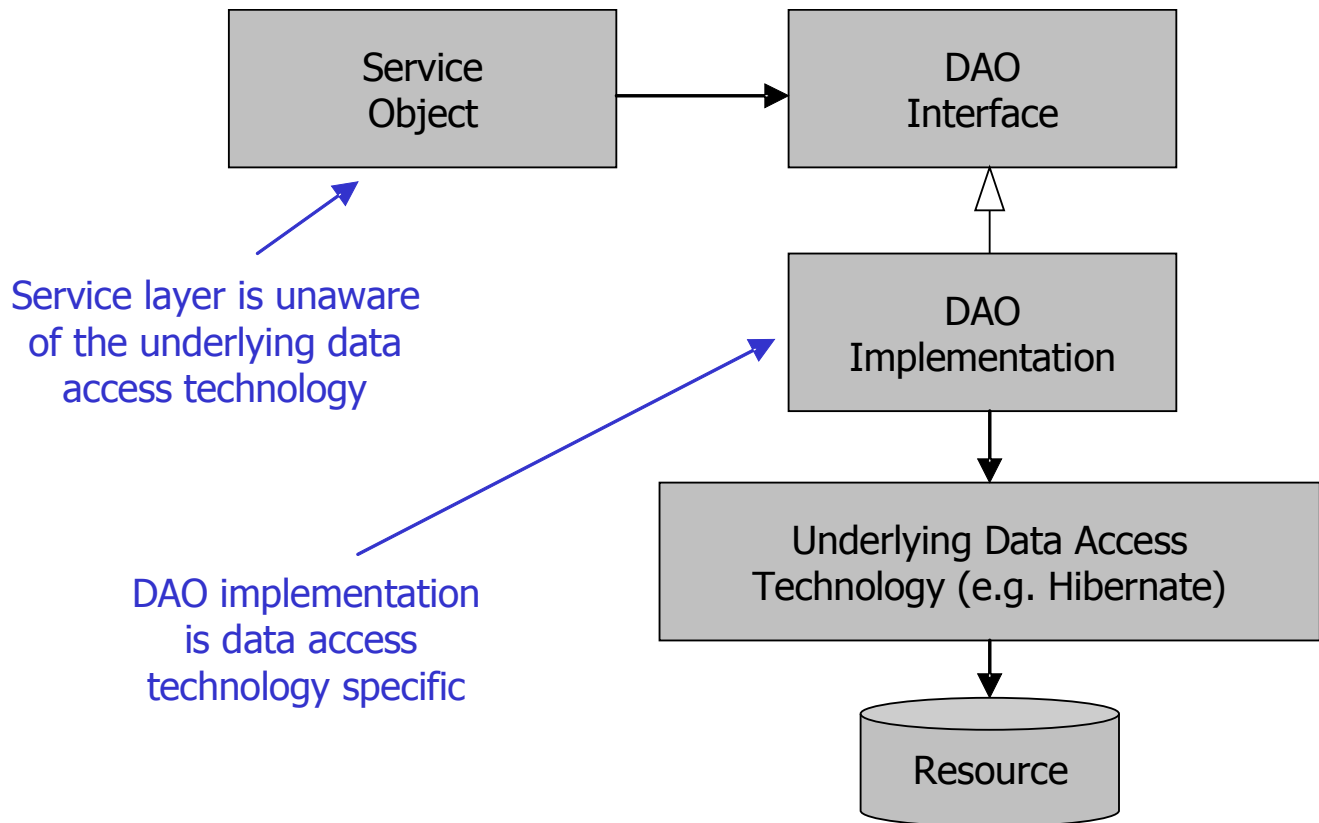 Service
Object
DAO
Interface
Service layer is unaware
of the underlying data
access technology
DAO
Implementation
Underlying Data Access
Technology (e.g. Hibernate)
DAO implementation
is data access
technology specific
Resource